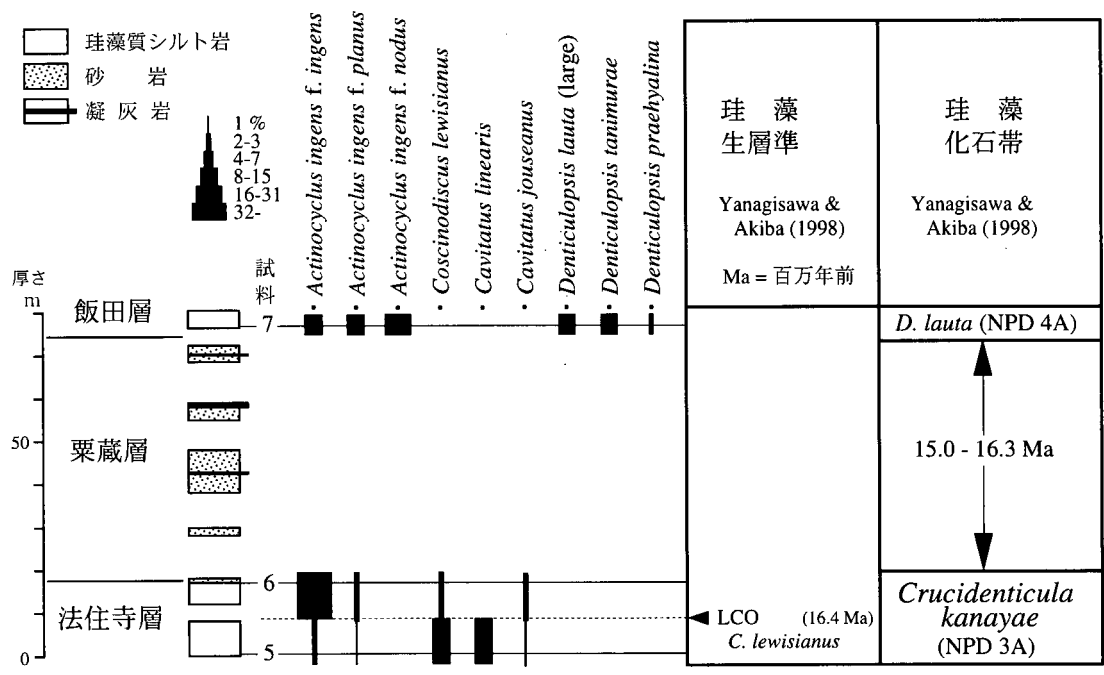 珪藻質シルト岩
砂 岩
凝 灰 岩
1 %
2-3
4-7
8-15
16-31
32-
Actinocyclus ingens f. ingens
Actinocyclus ingens f. planus
Actinocyclus ingens f. nodus
Coscinodiscus lewisianus
Cavitatus linearis
Cavitatus jouseanus
Denticulopsis lauta (large)
Denticulopsis tanimurae
Denticulopsis praehyalina
珪 藻
生層準
Yanagisawa &
Akiba (1998)
Ma = 百万年前
珪 藻
化石帯
Yanagisawa &
Akiba (1998)
厚さ
m
試
料
飯田層
7
D. lauta (NPD 4A)
50
粟蔵層
15.0 - 16.3 Ma
6
法住寺層
LCO (16.4 Ma)
C. lewisianus
Crucidenticula
kanayae
(NPD 3A)
0
5